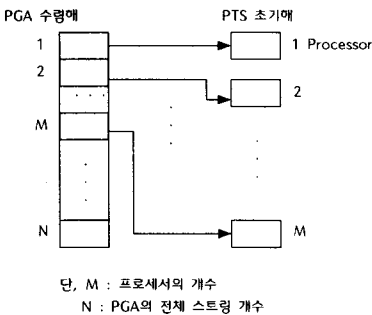 PGA 수렴해 PTS 초기해
1 1 Processor
2 2
M
N M
단, M : 프로세서의 개수
N : PGA의 전체 스트링 개수